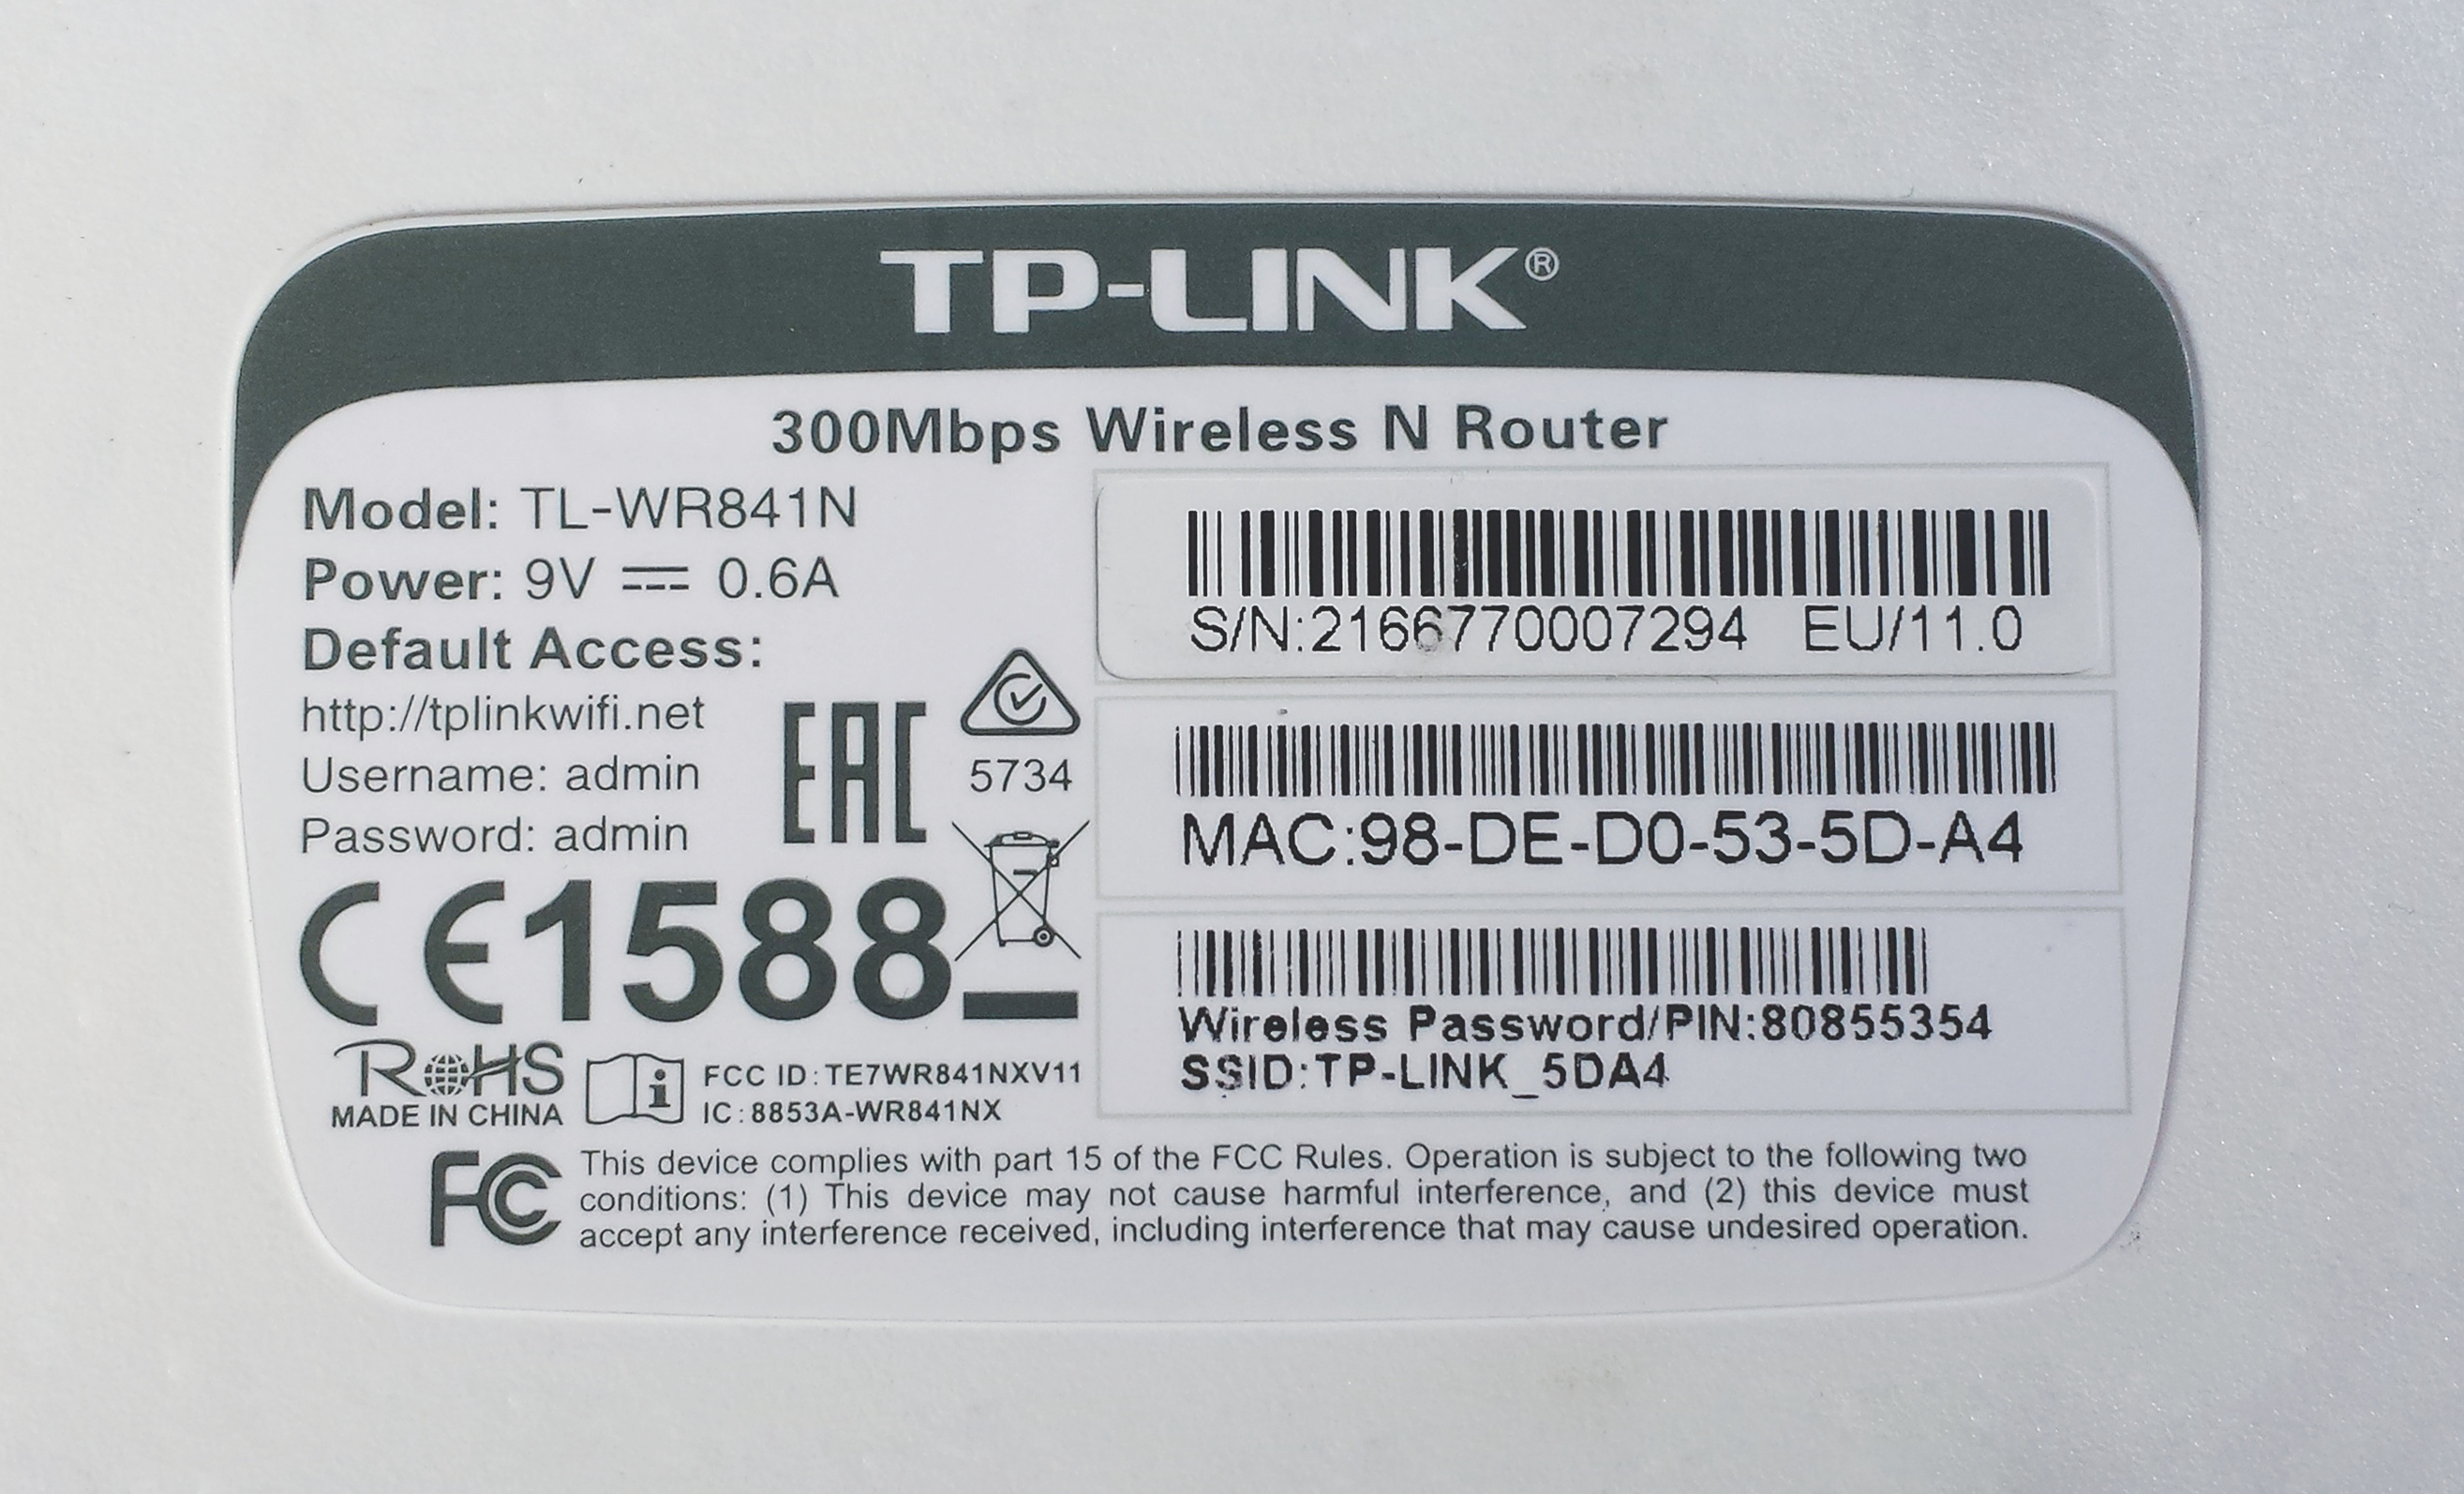 TP-LINK®
300Mbps Wireless N Router
Model: TL-WR841N
Power: 9V ⎓ 0.6A
Default Access:
http://tplinkwifi.net
Username: admin
Password: admin
EAC
5734
CE1588
RoHS
MADE IN CHINA
FCC ID: TE7WR841NXV11
IC: 8853A-WR841NX
S/N:2166770007294 EU/11.0
MAC:98-DE-D0-53-5D-A4
Wireless Password/PIN:80855354
SSID:TP-LINK_5DA4
FC This device complies with part 15 of the FCC Rules. Operation is subject to the following two
conditions: (1) This device may not cause harmful interference, and (2) this device must
accept any interference received, including interference that may cause undesired operation.